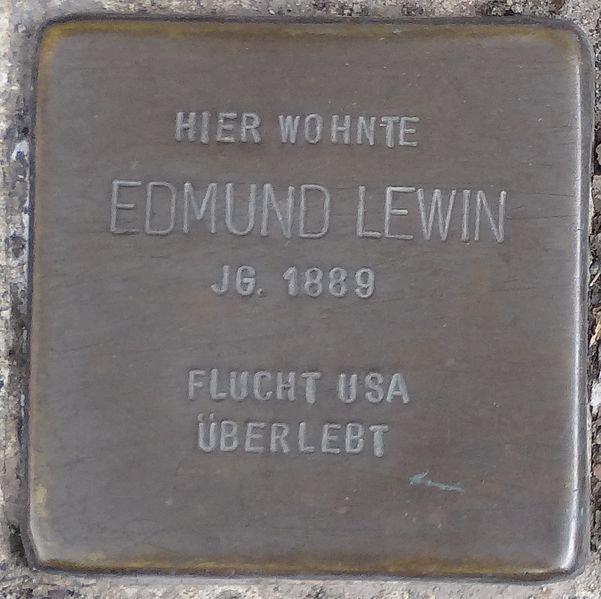 HIER WOHNTE
EDMUND LEWIN
JG. 1889
FLUCHT USA
ÜBERLEBT